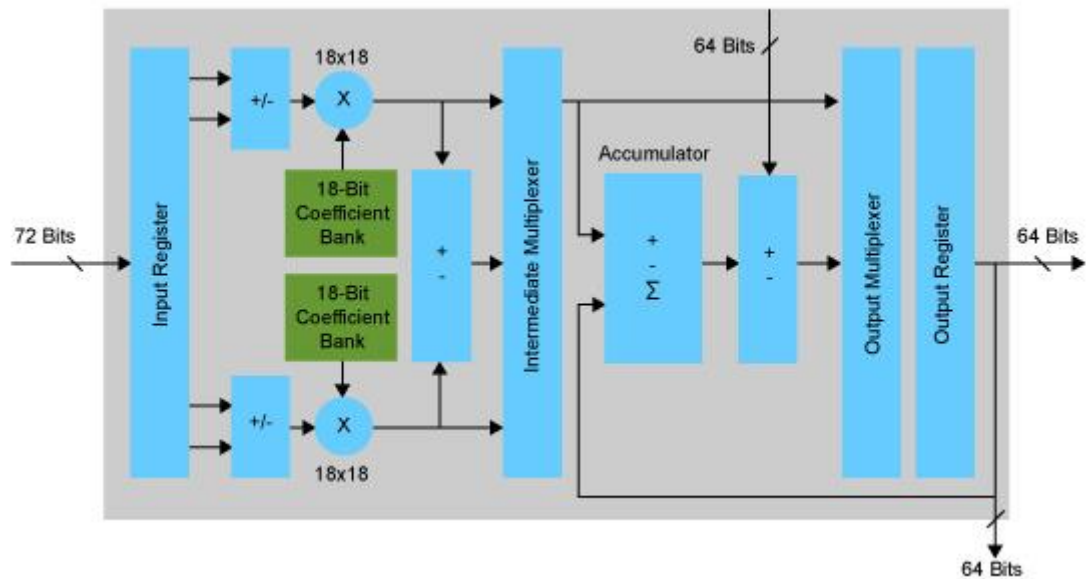 18x18
64 Bits
+/-
X
Accumulator
18-Bit
Coefficient
Bank
72 Bits
Input Register
+
-
Intermediate Multiplexer
+
-
Σ
+
-
Output Multiplexer
Output Register
64 Bits
18-Bit
Coefficient
Bank
+/-
X
18x18
64 Bits